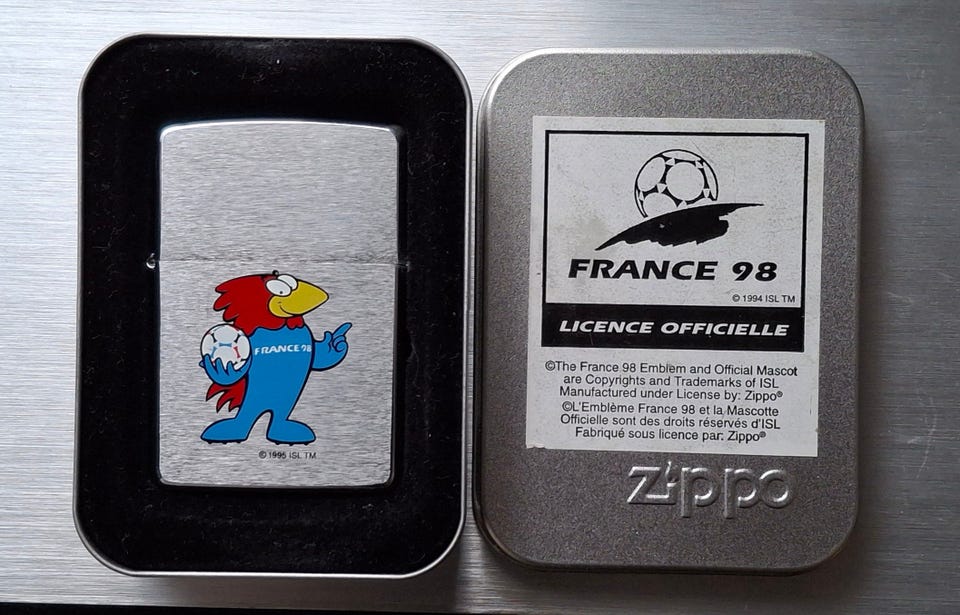 FRANCE 98
© 1995 ISL TM
FRANCE 98
© 1994 ISL TM
LICENCE OFFICIELLE
©The France 98 Emblem and Official Mascot
are Copyrights and Trademarks of ISL
Manufactured under License by: Zippo®
©L'Emblème France 98 et la Mascotte
Officielle sont des droits réservés d'ISL
Fabriqué sous licence par: Zippo®
zippo